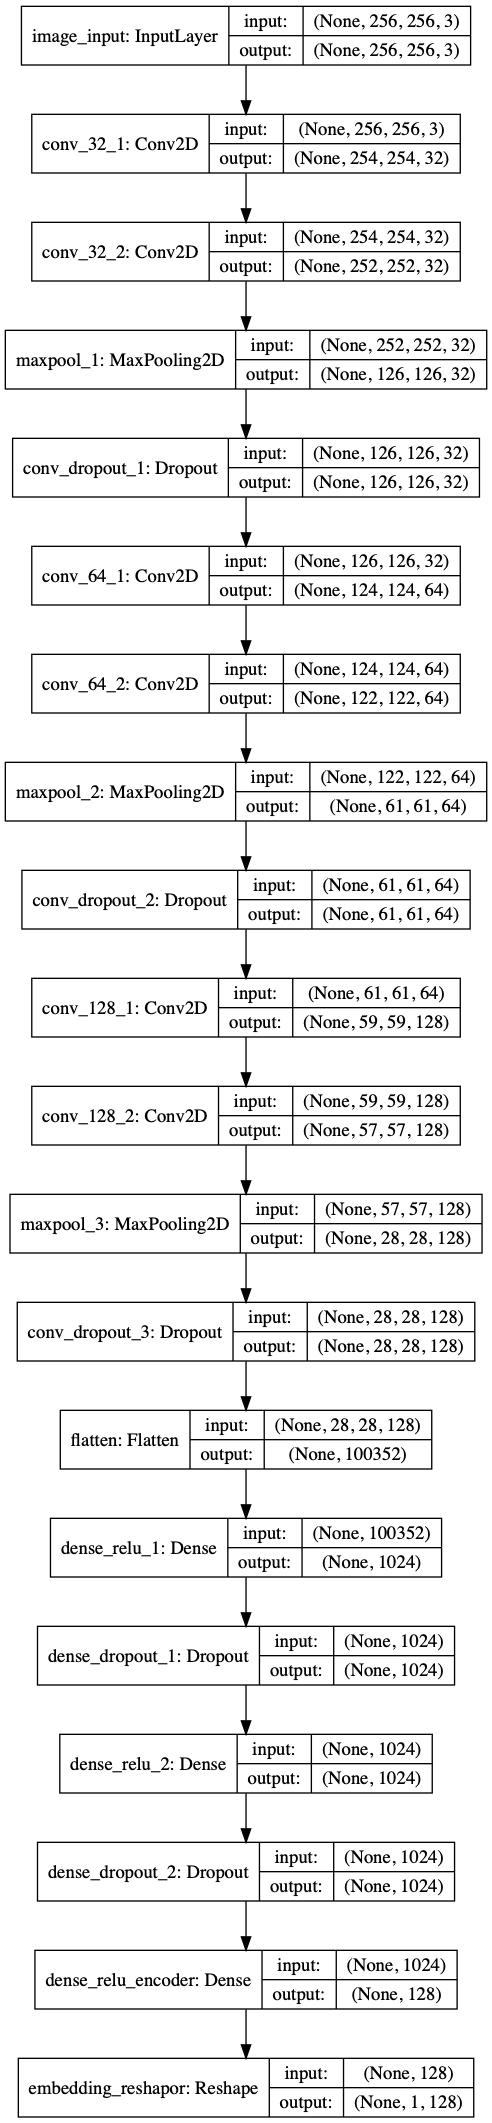 image_input: InputLayer
input:
(None, 256, 256, 3)
output:
(None, 256, 256, 3)
conv_32_1: Conv2D
input:
(None, 256, 256, 3)
output:
(None, 254, 254, 32)
conv_32_2: Conv2D
input:
(None, 254, 254, 32)
output:
(None, 252, 252, 32)
maxpool_1: MaxPooling2D
input:
(None, 252, 252, 32)
output:
(None, 126, 126, 32)
conv_dropout_1: Dropout
input:
(None, 126, 126, 32)
output:
(None, 126, 126, 32)
conv_64_1: Conv2D
input:
(None, 126, 126, 32)
output:
(None, 124, 124, 64)
conv_64_2: Conv2D
input:
(None, 124, 124, 64)
output:
(None, 122, 122, 64)
maxpool_2: MaxPooling2D
input:
(None, 122, 122, 64)
output:
(None, 61, 61, 64)
conv_dropout_2: Dropout
input:
(None, 61, 61, 64)
output:
(None, 61, 61, 64)
conv_128_1: Conv2D
input:
(None, 61, 61, 64)
output:
(None, 59, 59, 128)
conv_128_2: Conv2D
input:
(None, 59, 59, 128)
output:
(None, 57, 57, 128)
maxpool_3: MaxPooling2D
input:
(None, 57, 57, 128)
output:
(None, 28, 28, 128)
conv_dropout_3: Dropout
input:
(None, 28, 28, 128)
output:
(None, 28, 28, 128)
flatten: Flatten
input:
(None, 28, 28, 128)
output:
(None, 100352)
dense_relu_1: Dense
input:
(None, 100352)
output:
(None, 1024)
dense_dropout_1: Dropout
input:
(None, 1024)
output:
(None, 1024)
dense_relu_2: Dense
input:
(None, 1024)
output:
(None, 1024)
dense_dropout_2: Dropout
input:
(None, 1024)
output:
(None, 1024)
dense_relu_encoder: Dense
input:
(None, 1024)
output:
(None, 128)
embedding_reshapor: Reshape
input:
(None, 128)
output:
(None, 1, 128)